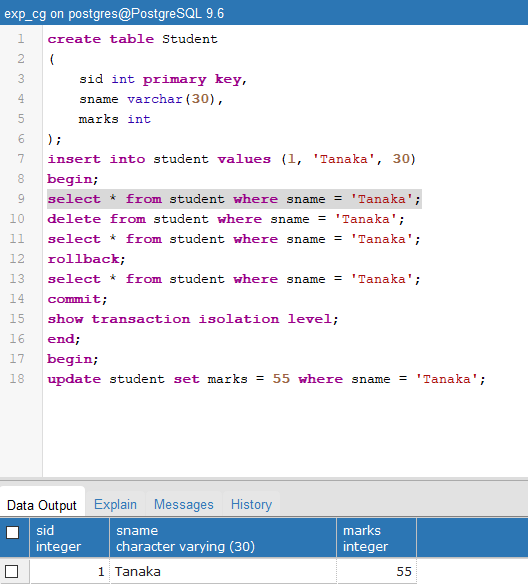 exp_cg on postgres@PostgreSQL 9.6
1 create table Student
2 (
3 sid int primary key,
4 sname varchar(30),
5 marks int
6 );
7 insert into student values (1, 'Tanaka', 30)
8 begin;
9 select * from student where sname = 'Tanaka';
10 delete from student where sname = 'Tanaka';
11 select * from student where sname = 'Tanaka';
12 rollback;
13 select * from student where sname = 'Tanaka';
14 commit;
15 show transaction isolation level;
16 end;
17 begin;
18 update student set marks = 55 where sname = 'Tanaka';
Data Output Explain Messages History
sid sname marks
integer character varying (30) integer
1 Tanaka 55